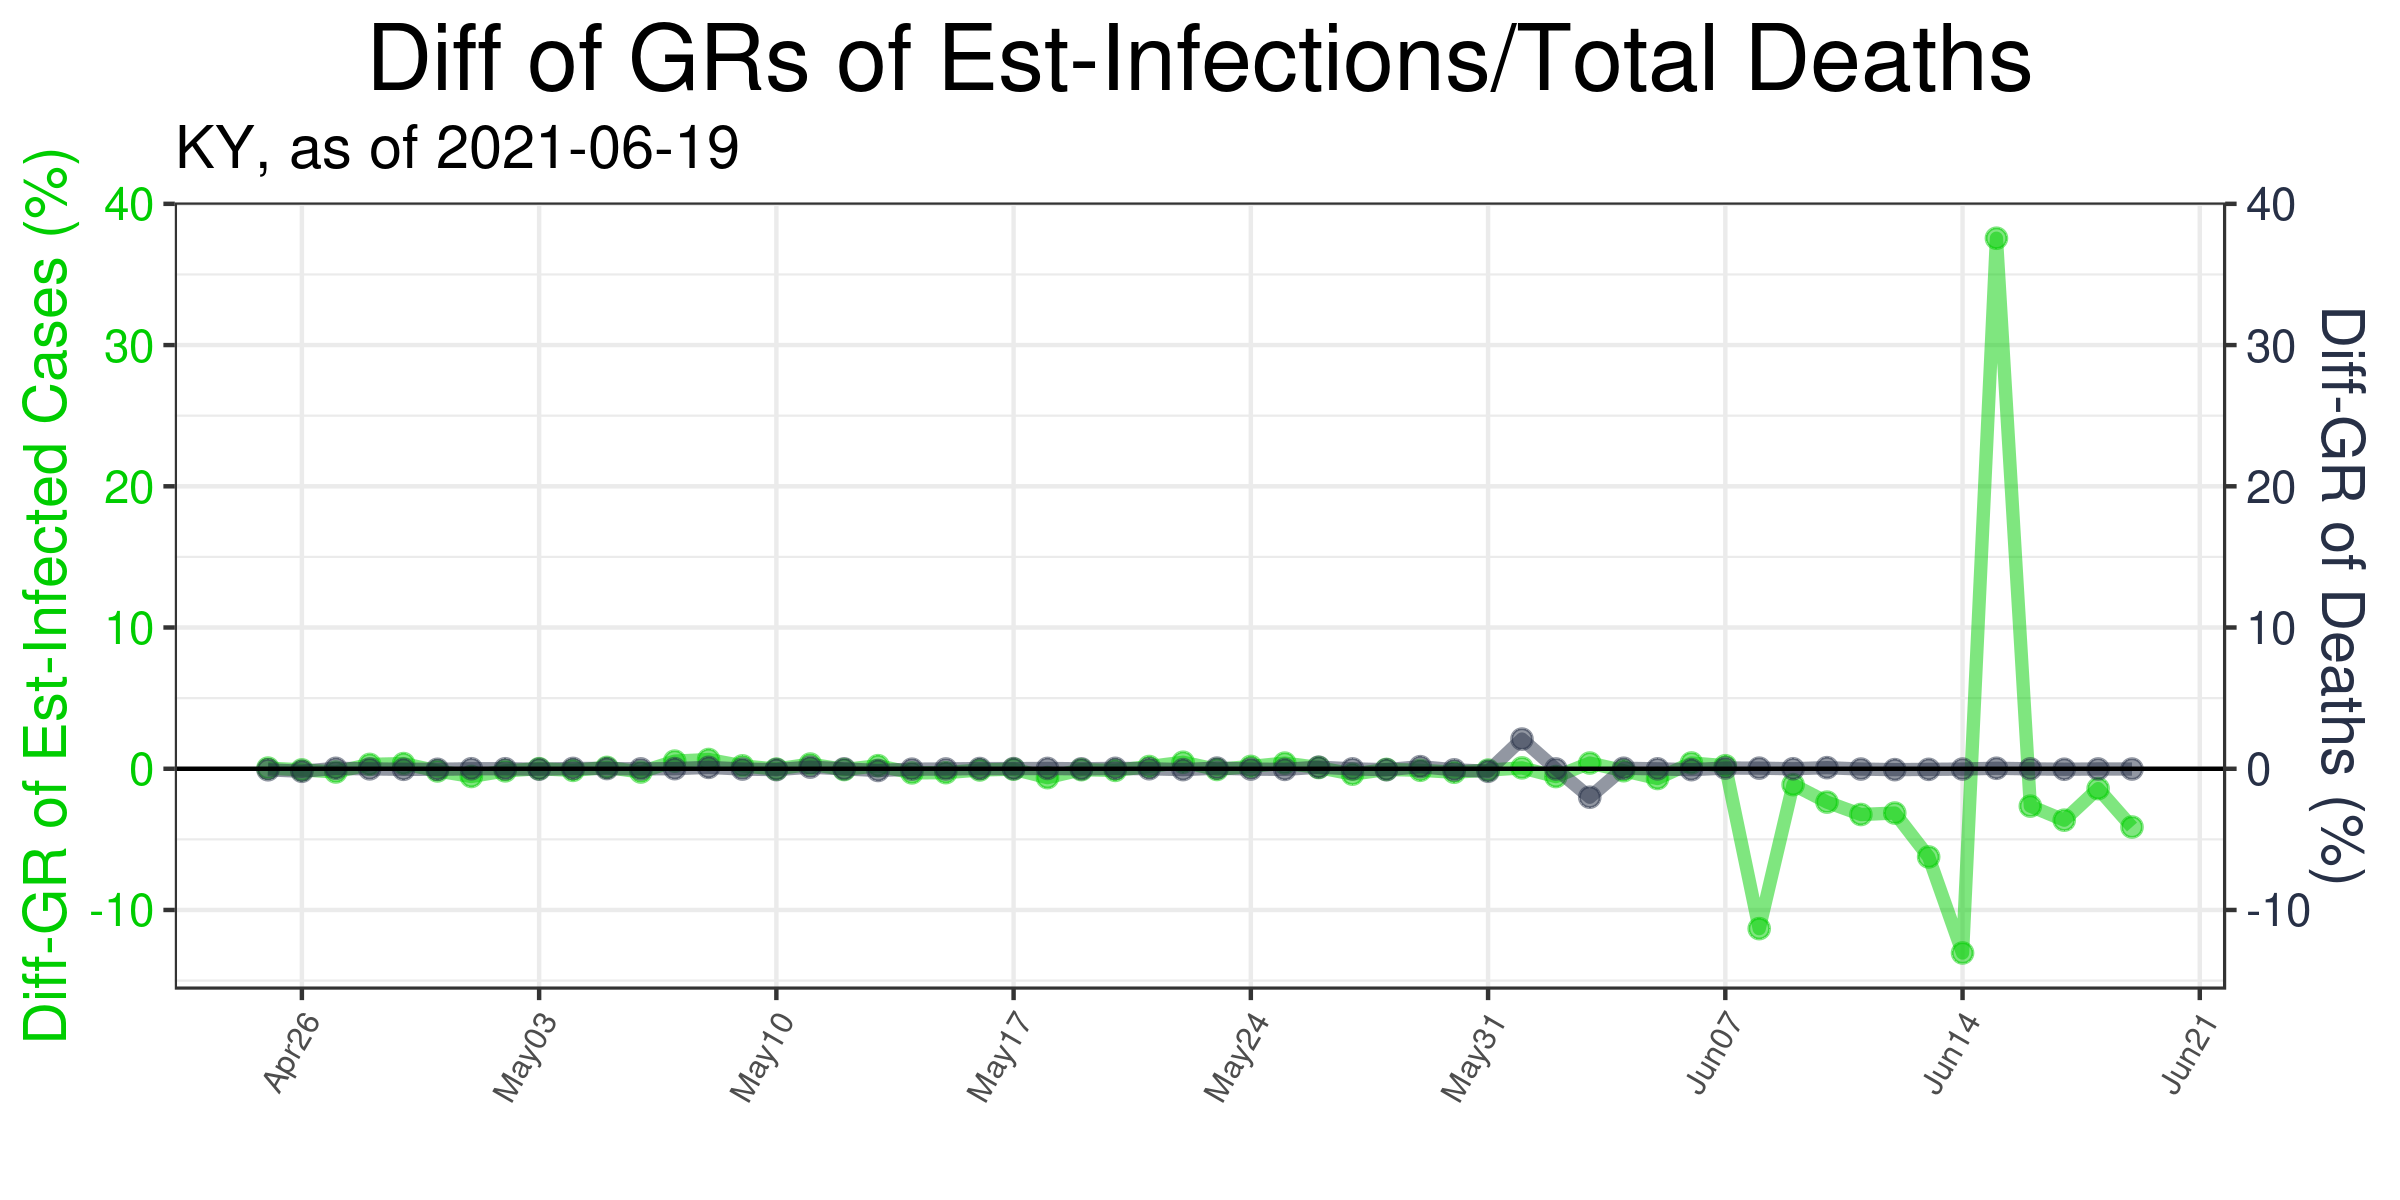 Diff of GRs of Est-Infections/Total Deaths
KY, as of 2021-06-19
Diff-GR of Est-Infected Cases (%)
40
30
20
10
0
-10
40
30
20
10
0
-10
Diff-GR of Deaths (%)
Apr26
May03
May10
May17
May24
May31
Jun07
Jun14
Jun21